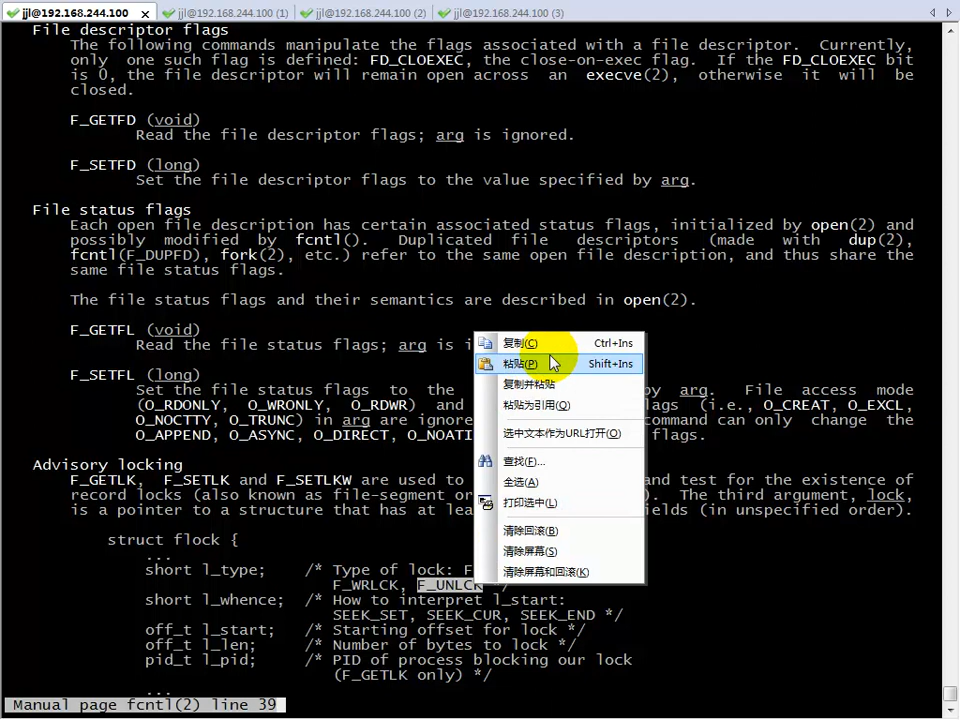 jjl@192.168.244.100
jjl@192.168.244.100 (1)
jjl@192.168.244.100 (2)
jjl@192.168.244.100 (3)
File descriptor flags
The following commands manipulate the flags associated with a file descriptor. Currently,
only one such flag is defined: FD_CLOEXEC, the close-on-exec flag. If the FD_CLOEXEC bit
is 0, the file descriptor will remain open across an execve(2), otherwise it will be
closed.
F_GETFD (void)
Read the file descriptor flags; arg is ignored.
F_SETFD (long)
Set the file descriptor flags to the value specified by arg.
File status flags
Each open file description has certain associated status flags, initialized by open(2) and
possibly modified by fcntl(). Duplicated file descriptors (made with dup(2),
fcntl(F_DUPFD), fork(2), etc.) refer to the same open file description, and thus share the
same file status flags.
The file status flags and their semantics are described in open(2).
F_GETFL (void)
Read the file status flags; arg is i
F_SETFL (long)
Set the file status flags to the by arg. File access mode
(O_RDONLY, O_WRONLY, O_RDWR) and lags (i.e., O_CREAT, O_EXCL,
O_NOCTTY, O_TRUNC) in arg are ignore command can only change the
O_APPEND, O_ASYNC, O_DIRECT, O_NOATI flags.
Advisory locking
F_GETLK, F_SETLK and F_SETLKW are used to and test for the existence of
record locks (also known as file-segment or ). The third argument, lock,
is a pointer to a structure that has at lea ields (in unspecified order).
struct flock {
...
short l_type; /* Type of lock: F
F_WRLCK, F_UNLCK */
short l_whence; /* How to interpret l_start:
SEEK_SET, SEEK_CUR, SEEK_END */
off_t l_start; /* Starting offset for lock */
off_t l_len; /* Number of bytes to lock */
pid_t l_pid; /* PID of process blocking our lock
(F_GETLK only) */
...
Manual page fcntl(2) line 39
复制(C) Ctrl+Ins
粘贴(P) Shift+Ins
复制并粘贴
粘贴为引用(Q)
选中文本作为URL打开(O)
查找(F)...
全选(A)
打印选中(L)
清除回滚(B)
清除屏幕(S)
清除屏幕和回滚(K)